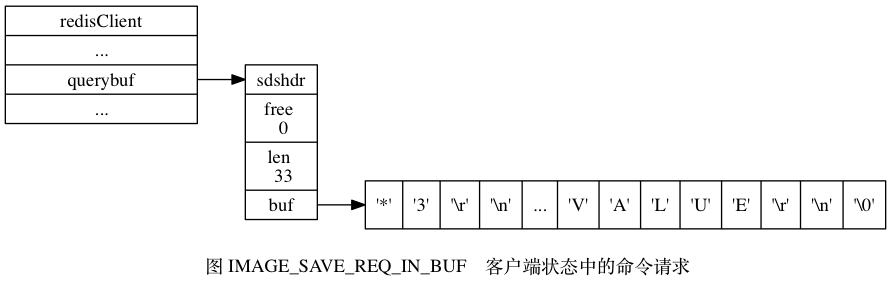 redisClient
...
querybuf
...
sdshdr
free
0
len
33
buf
'*' '3' '\r' '\n' ... 'V' 'A' 'L' 'U' 'E' '\r' '\n' '\0'
图 IMAGE_SAVE_REQ_IN_BUF 客户端状态中的命令请求